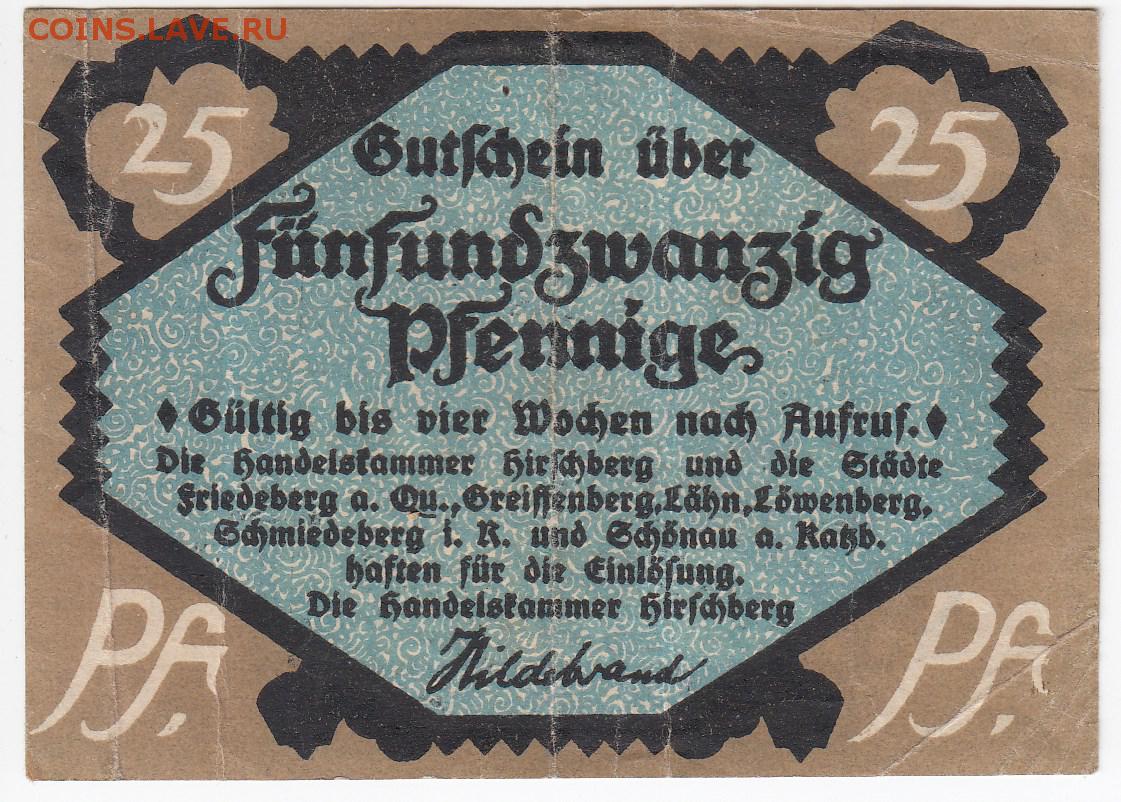 COINS.LAVE.RU
25 25
Gutschein über
Fünfundzwanzig
Pfennige
Gültig bis vier Wochen nach Aufruf.
Die Handelskammer Hirschberg und die Städte
Friedeberg a. Qu., Greiffenberg, Lähn, Löwenberg,
Schmiedeberg i. R. und Schönau a. Katzb.
haften für die Einlösung.
Die Handelskammer Hirschberg
Hildebrand
Pf. Pf.